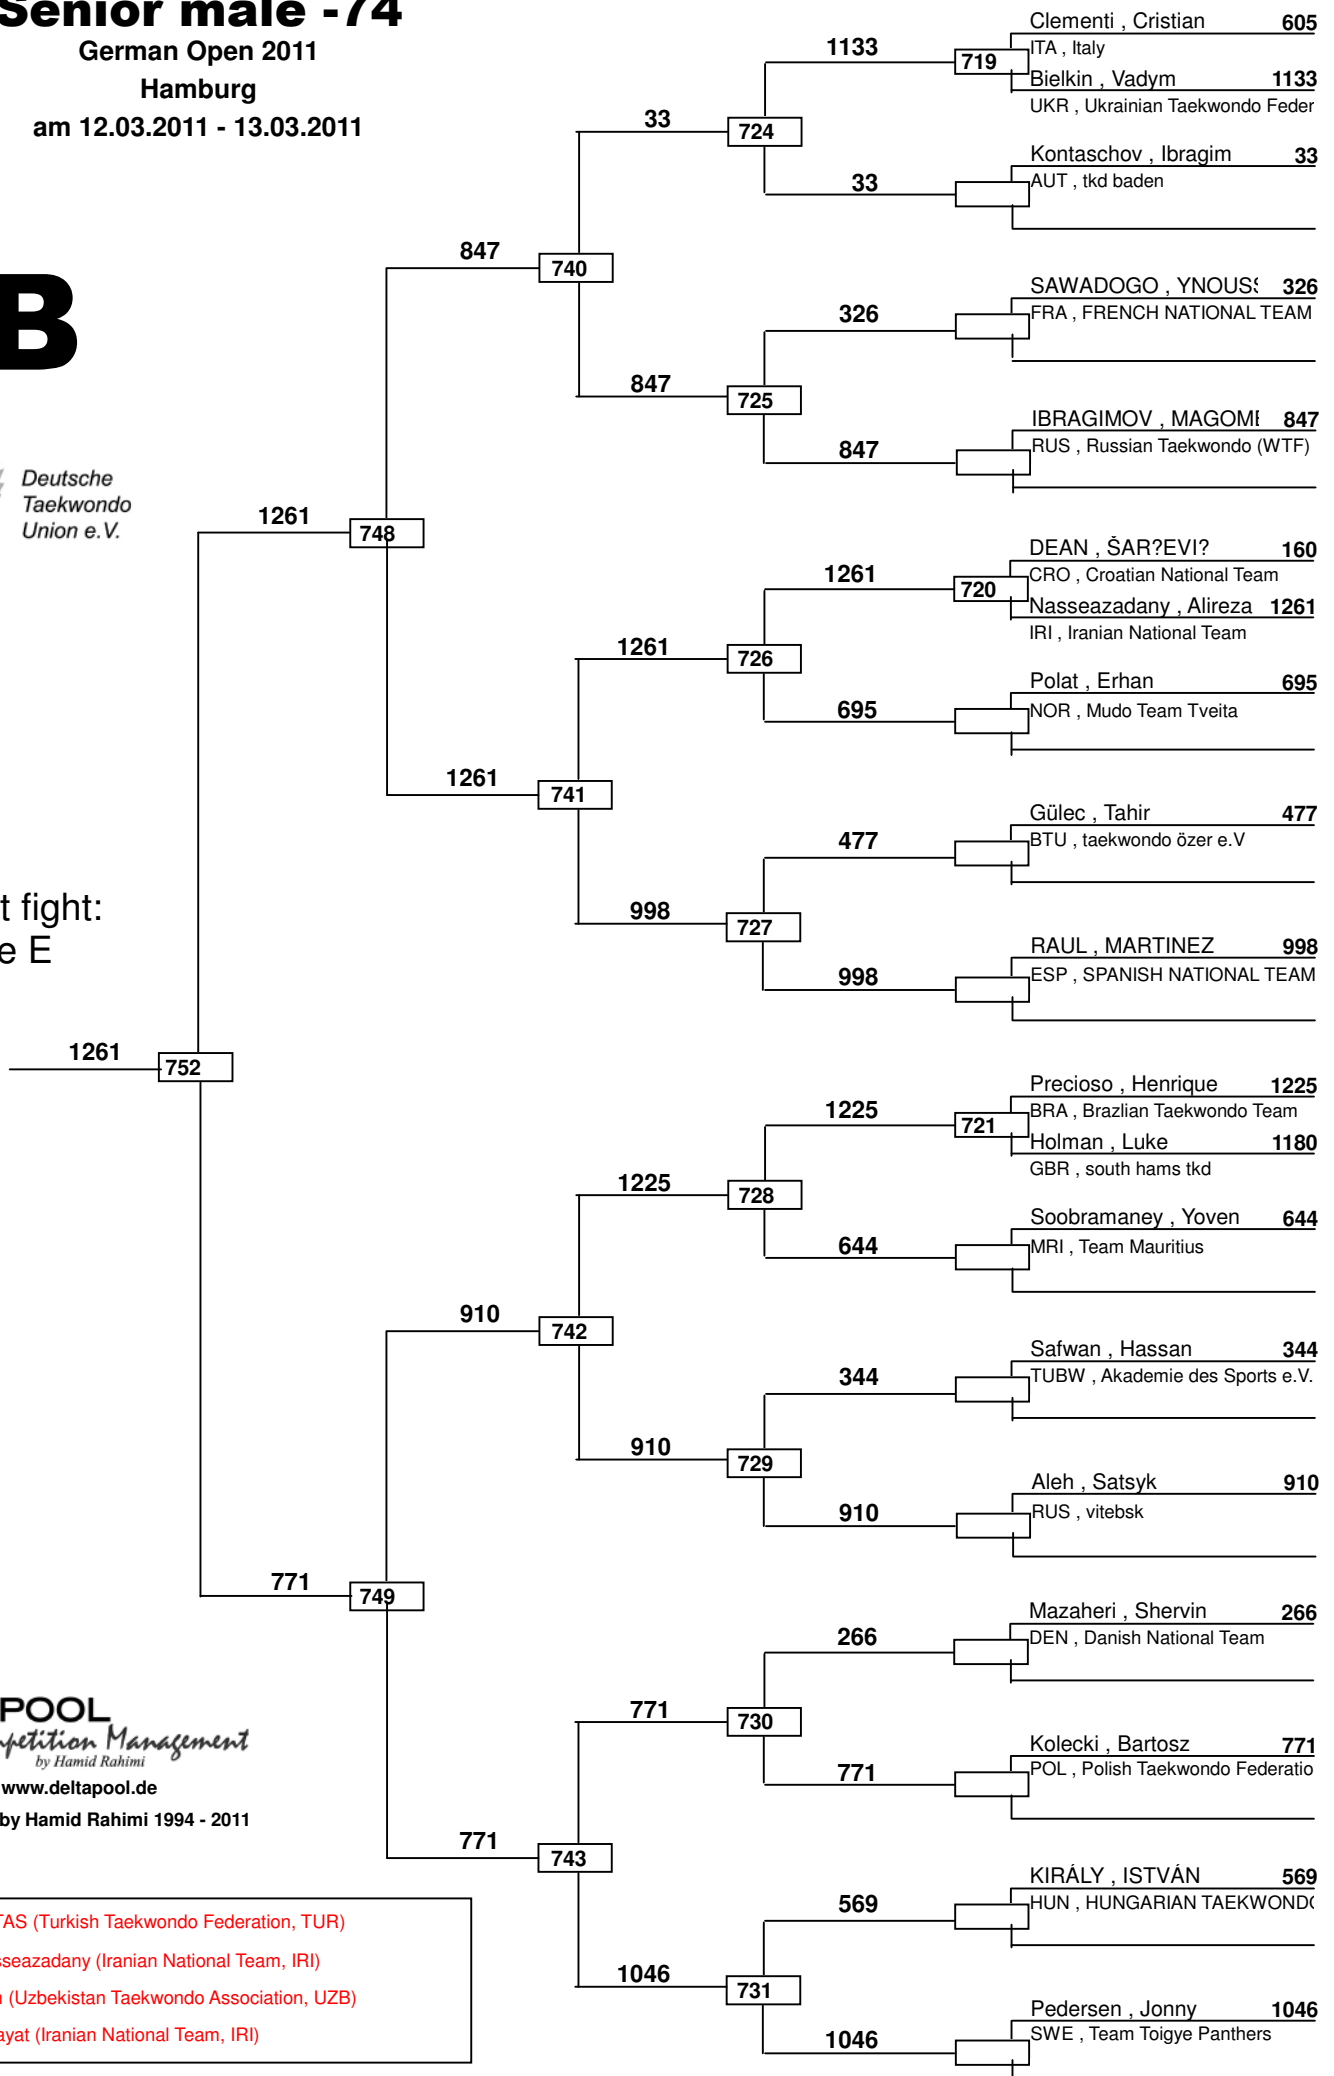 Senior male -74
German Open 2011
Hamburg
am 12.03.2011 - 13.03.2011
B
Deutsche
Taekwondo
Union e.V.
t fight:
e E
1261
752
1261
748
771
749
847
740
1261
741
910
742
771
743
33
724
847
725
1261
726
998
727
1225
728
910
729
771
730
1046
731
1133
719
33
326
847
1261
720
695
477
998
1225
721
644
344
910
266
771
569
1046
Clementi , Cristian 605
ITA , Italy
Bielkin , Vadym 1133
UKR , Ukrainian Taekwondo Feder
Kontaschov , Ibragim 33
AUT , tkd baden
SAWADOGO , YNOUSS 326
FRA , FRENCH NATIONAL TEAM
IBRAGIMOV , MAGOME 847
RUS , Russian Taekwondo (WTF)
DEAN , ŠAR?EVI? 160
CRO , Croatian National Team
Nasseazadany , Alireza 1261
IRI , Iranian National Team
Polat , Erhan 695
NOR , Mudo Team Tveita
Gülec , Tahir 477
BTU , taekwondo özer e.V
RAUL , MARTINEZ 998
ESP , SPANISH NATIONAL TEAM
Precioso , Henrique 1225
BRA , Brazlian Taekwondo Team
Holman , Luke 1180
GBR , south hams tkd
Soobramaney , Yoven 644
MRI , Team Mauritius
Safwan , Hassan 344
TUBW , Akademie des Sports e.V.
Aleh , Satsyk 910
RUS , vitebsk
Mazaheri , Shervin 266
DEN , Danish National Team
Kolecki , Bartosz 771
POL , Polish Taekwondo Federatio
KIRÁLY , ISTVÁN 569
HUN , HUNGARIAN TAEKWONDO
Pedersen , Jonny 1046
SWE , Team Toigye Panthers
POOL
mpetition Management
by Hamid Rahimi
www.deltapool.de
by Hamid Rahimi 1994 - 2011
TAS (Turkish Taekwondo Federation, TUR)
sseazadany (Iranian National Team, IRI)
n (Uzbekistan Taekwondo Association, UZB)
ayat (Iranian National Team, IRI)